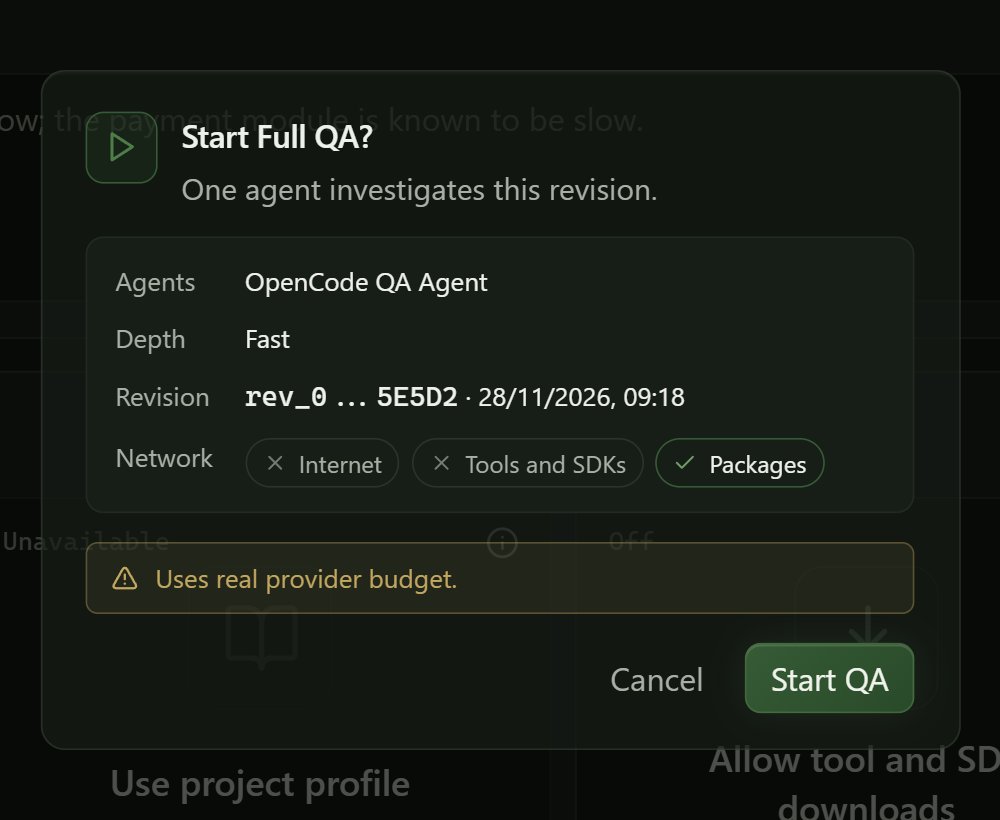 ow; the payment module is known to be slow.
Start Full QA?
One agent investigates this revision.
Agents OpenCode QA Agent
Depth Fast
Revision rev_0 ... 5E5D2 · 28/11/2026, 09:18
Network Internet Tools and SDKs Packages
Unavailable Off
Uses real provider budget.
Cancel Start QA
Use project profile
Allow tool and SD
downloads